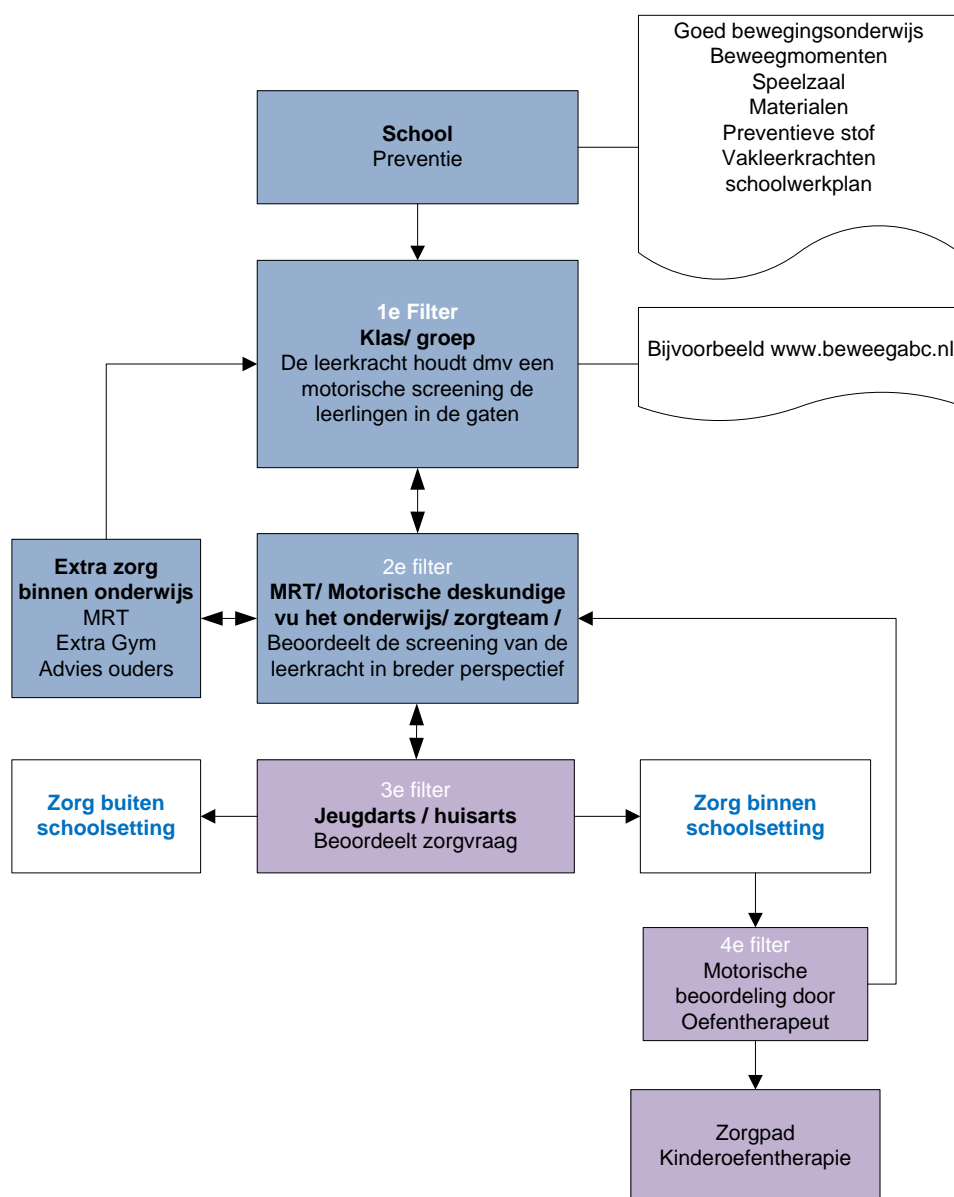 Goed bewegingsonderwijs
Beweegmomenten
Speelzaal
Materialen
Preventieve stof
Vakleerkrachten
schoolwerkplan
School
Preventie
1e Filter
Klas/ groep
De leerkracht houdt dmv een
motorische screening de
leerlingen in de gaten
Bijvoorbeeld www.beweegabc.nl
Extra zorg
binnen onderwijs
MRT
Extra Gym
Advies ouders
2e filter
MRT/ Motorische deskundige
vu het onderwijs/ zorgteam /
Beoordeelt de screening van de
leerkracht in breder perspectief
Zorg buiten
schoolsetting
3e filter
Jeugdarts / huisarts
Beoordeelt zorgvraag
Zorg binnen
schoolsetting
4e filter
Motorische
beoordeling door
Oefentherapeut
Zorgpad
Kinderoefentherapie